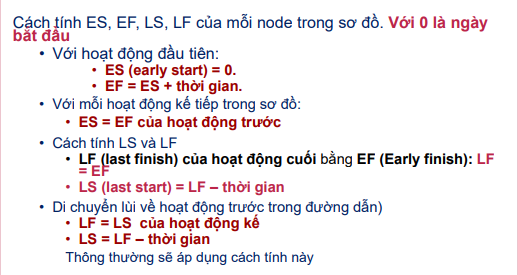 Cách tính ES, EF, LS, LF của mỗi node trong sơ đồ. Với 0 là ngày
bắt đầu
• Với hoạt động đầu tiên:
• ES (early start) = 0.
• EF = ES + thời gian.
• Với mỗi hoạt động kế tiếp trong sơ đồ:
• ES = EF của hoạt động trước
• Cách tính LS và LF
• LF (last finish) của hoạt động cuối bằng EF (Early finish): LF
= EF
• LS (last start) = LF – thời gian
• Di chuyển lùi về hoạt động trước trong đường dẫn)
• LF = LS của hoạt động kế
• LS = LF – thời gian
Thông thường sẽ áp dụng cách tính này